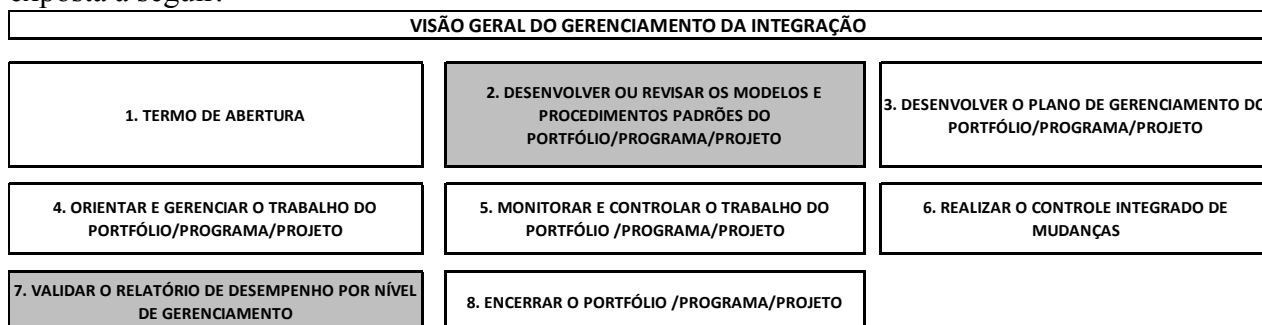 exposta a seguir:
VISÃO GERAL DO GERENCIAMENTO DA INTEGRAÇÃO
1. TERMO DE ABERTURA
2. DESENVOLVER OU REVISAR OS MODELOS E
PROCEDIMENTOS PADRÕES DO
PORTFÓLIO/PROGRAMA/PROJETO
3. DESENVOLVER O PLANO DE GERENCIAMENTO DO
PORTFÓLIO/PROGRAMA/PROJETO
4. ORIENTAR E GERENCIAR O TRABALHO DO
PORTFÓLIO/PROGRAMA/PROJETO
5. MONITORAR E CONTROLAR O TRABALHO DO
PORTFÓLIO /PROGRAMA/PROJETO
6. REALIZAR O CONTROLE INTEGRADO DE
MUDANÇAS
7. VALIDAR O RELATÓRIO DE DESEMPENHO POR NÍVEL
DE GERENCIAMENTO
8. ENCERRAR O PORTFÓLIO /PROGRAMA/PROJETO